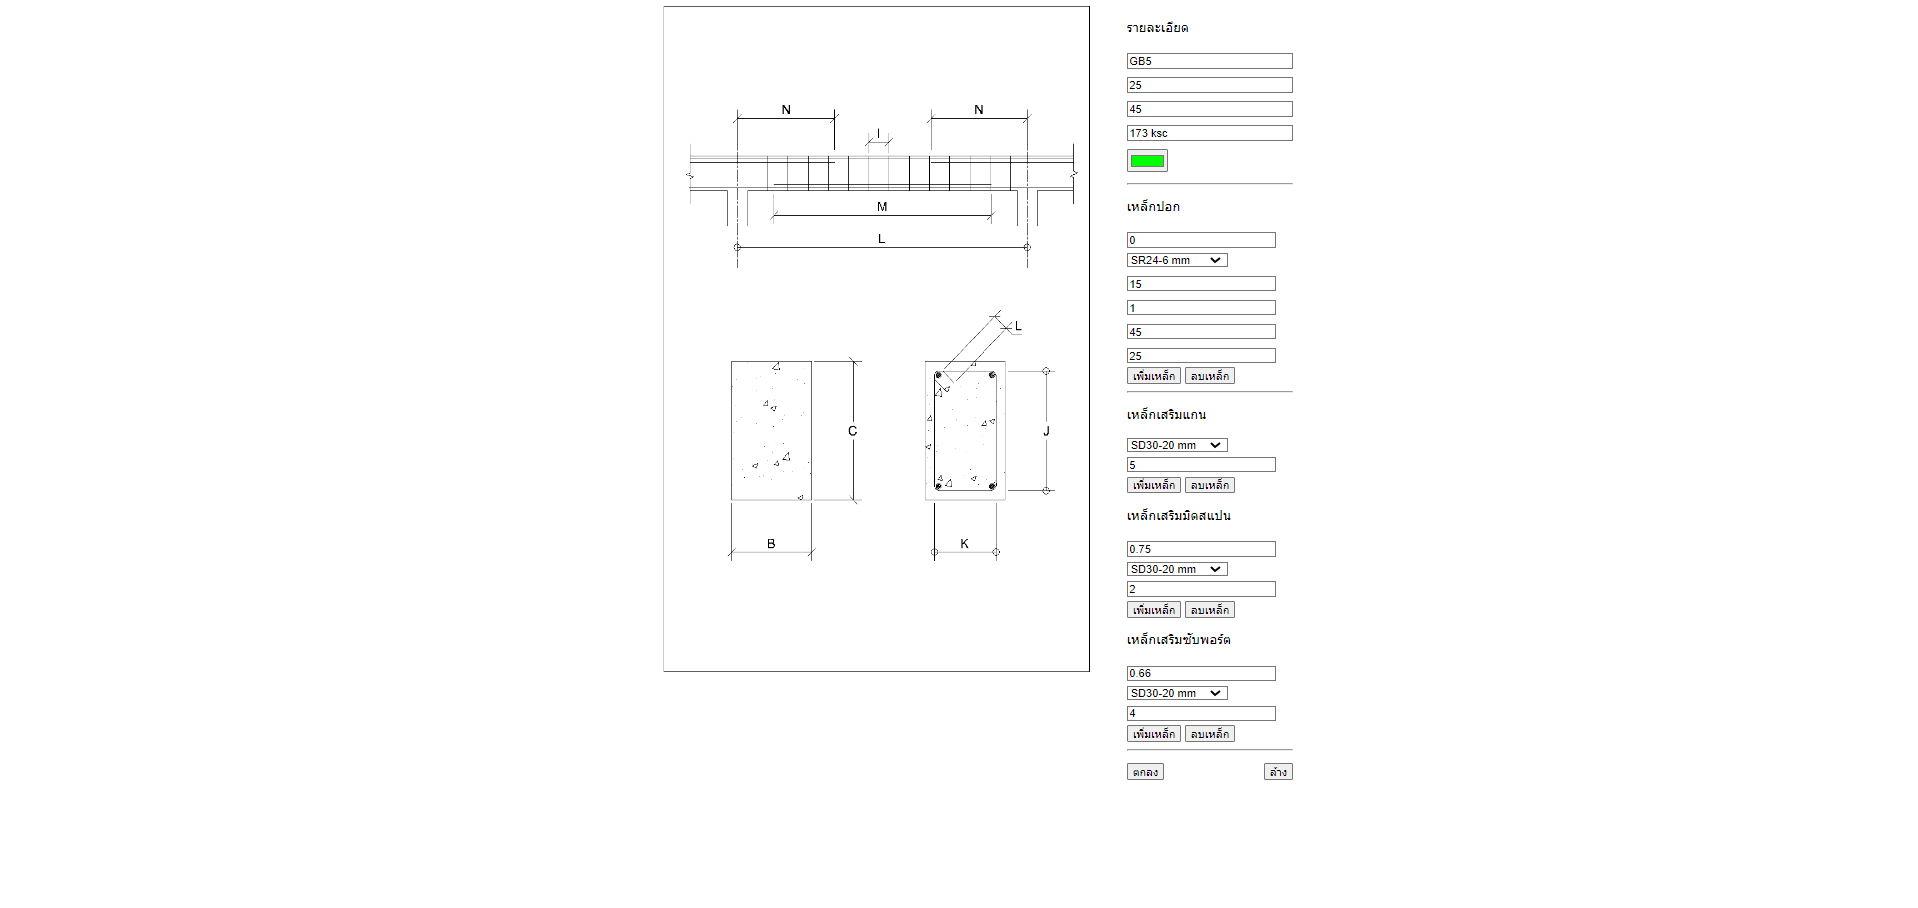 N
N
I
M
L
L
C
J
B
K
รายละเอียด
GB5
25
45
173 ksc
เหล็กปอก
0
SR24-6 mm
15
1
45
25
เพิ่มเหล็ก ลบเหล็ก
เหล็กเสริมแกน
SD30-20 mm
5
เพิ่มเหล็ก ลบเหล็ก
เหล็กเสริมมิดสแปน
0.75
SD30-20 mm
2
เพิ่มเหล็ก ลบเหล็ก
เหล็กเสริมซัพพอร์ต
0.66
SD30-20 mm
4
เพิ่มเหล็ก ลบเหล็ก
ตกลง ล้าง